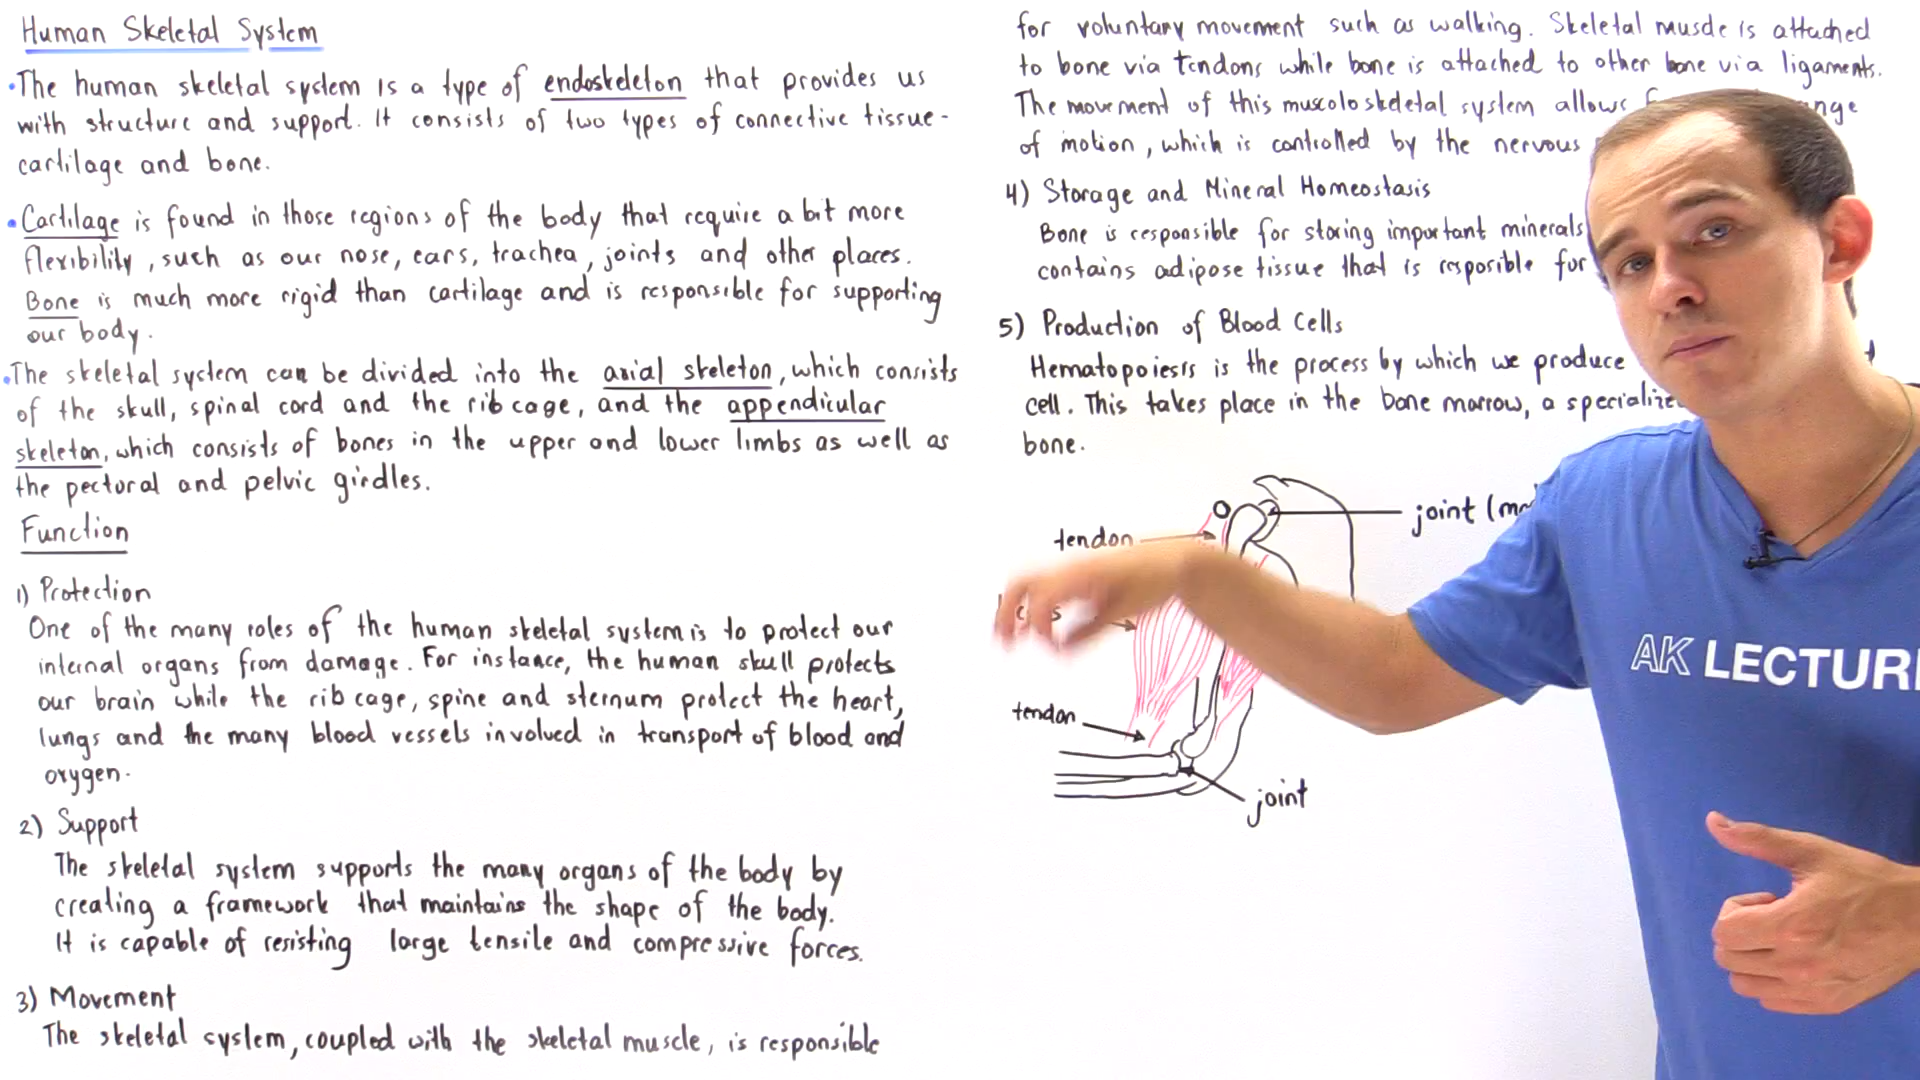 Human Skeletal System
•The human skeletal system is a type of endoskeleton that provides us
with structure and support. It consists of two types of connective tissue -
cartilage and bone.
•Cartilage is found in those regions of the body that require a bit more
flexibility, such as our nose, ears, trachea, joints and other places.
Bone is much more rigid than cartilage and is responsible for supporting
our body.
•The skeletal system can be divided into the axial skeleton, which consists
of the skull, spinal cord and the rib cage, and the appendicular
skeleton, which consists of bones in the upper and lower limbs as well as
the pectoral and pelvic girdles.
Function
1) Protection
One of the many roles of the human skeletal system is to protect our
internal organs from damage. For instance, the human skull protects
our brain while the rib cage, spine and sternum protect the heart,
lungs and the many blood vessels involved in transport of blood and
oxygen.
2) Support
The skeletal system supports the many organs of the body by
creating a framework that maintains the shape of the body.
It is capable of resisting large tensile and compressive forces.
3) Movement
The skeletal system, coupled with the skeletal muscle, is responsible
for voluntary movement such as walking. Skeletal muscle is attached
to bone via tendons while bone is attached to other bone via ligaments.
The movement of this muscoloskeletal system allows
of motion, which is controlled by the nervous
4) Storage and Mineral Homeostasis
Bone is responsible for storing important minerals
contains adipose tissue that is resposible for
5) Production of Blood Cells
Hematopoiesis is the process by which we produce
cell. This takes place in the bone marrow, a
bone.
joint
tendon
tendon
joint
AK LECTUR